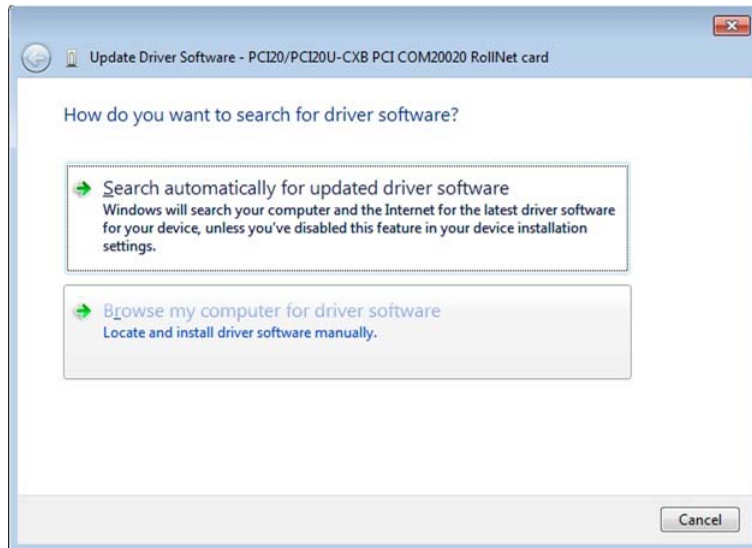 Update Driver Software - PCI20/PCI20U-CXB PCI COM20020 RollNet card
How do you want to search for driver software?
Search automatically for updated driver software
Windows will search your computer and the Internet for the latest driver software
for your device, unless you've disabled this feature in your device installation
settings.
Browse my computer for driver software
Locate and install driver software manually.
Cancel